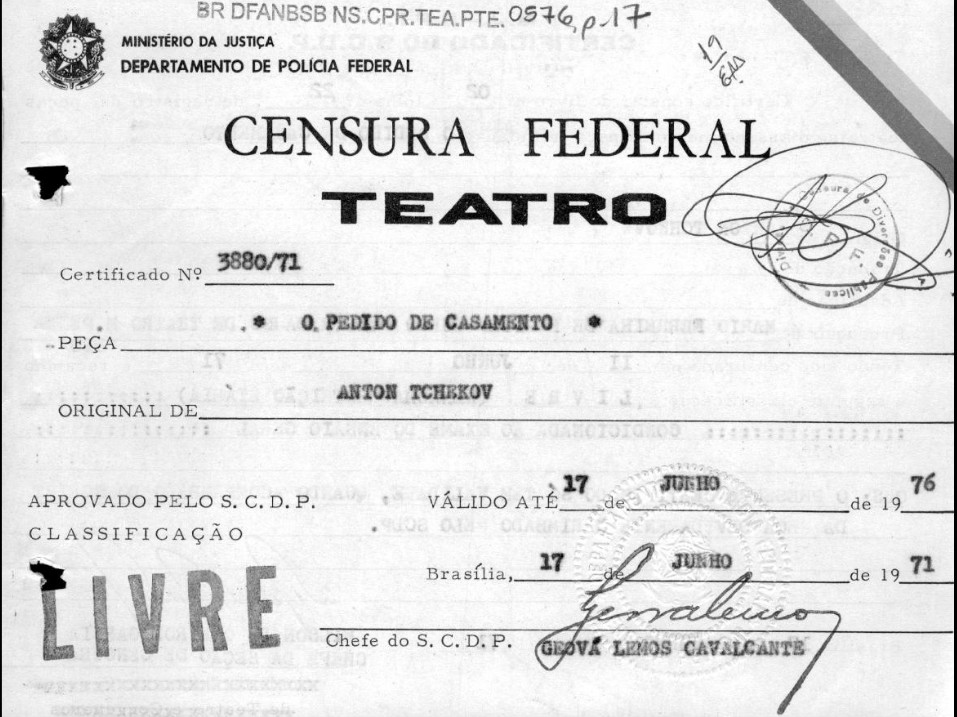 BR DFANBSB NS.CPR.TEA.PTE. 0576, p.17
MINISTÉRIO DA JUSTIÇA
DEPARTAMENTO DE POLÍCIA FEDERAL
CENSURA FEDERAL
TEATRO
Certificado Nº 3880/71
PEÇA * O PEDIDO DE CASAMENTO *
ORIGINAL DE ANTON TCHEKOV
APROVADO PELO S. C. D. P.
VÁLIDO ATÉ 17 de JUNHO de 19 76
CLASSIFICAÇÃO
LIVRE
Brasília, 17 de JUNHO de 19 71
Chefe do S. C. D. P. GEOVÁ LEMOS CAVALCANTE